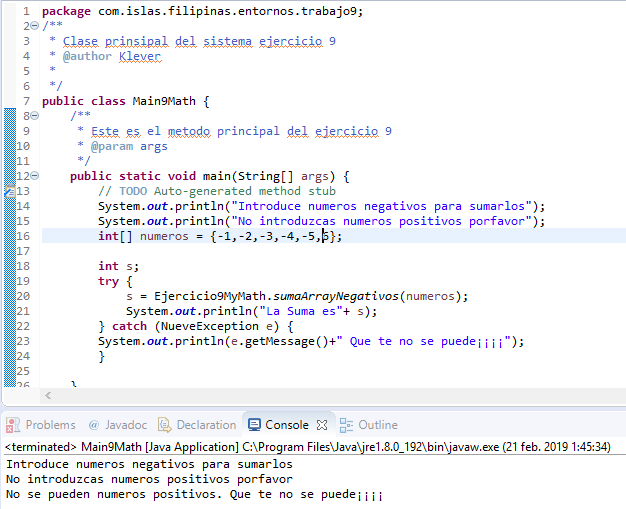 1 package com.islas.filipinas.entornos.trabajo9;
2 /**
3 * Clase prinsipal del sistema ejercicio 9
4 * @author Klever
5 *
6 */
7 public class Main9Math {
8 /**
9 * Este es el metodo principal del ejercicio 9
10 * @param args
11 */
12 public static void main(String[] args) {
13 // TODO Auto-generated method stub
14 System.out.println("Introduce numeros negativos para sumarlos");
15 System.out.println("No introduzcas numeros positivos porfavor");
16 int[] numeros = {-1,-2,-3,-4,-5,6};
17
18 int s;
19 try {
20 s = Ejercicio9MyMath.sumaArrayNegativos(numeros);
21 System.out.println("La Suma es"+ s);
22 } catch (NueveException e) {
23 System.out.println(e.getMessage()+" Que te no se puede¡¡¡¡");
24 }
25
26 }
Problems @ Javadoc Declaration Console Outline
<terminated> Main9Math [Java Application] C:\Program Files\Java\jre1.8.0_192\bin\javaw.exe (21 feb. 2019 1:45:34)
Introduce numeros negativos para sumarlos
No introduzcas numeros positivos porfavor
No se pueden numeros positivos. Que te no se puede¡¡¡¡